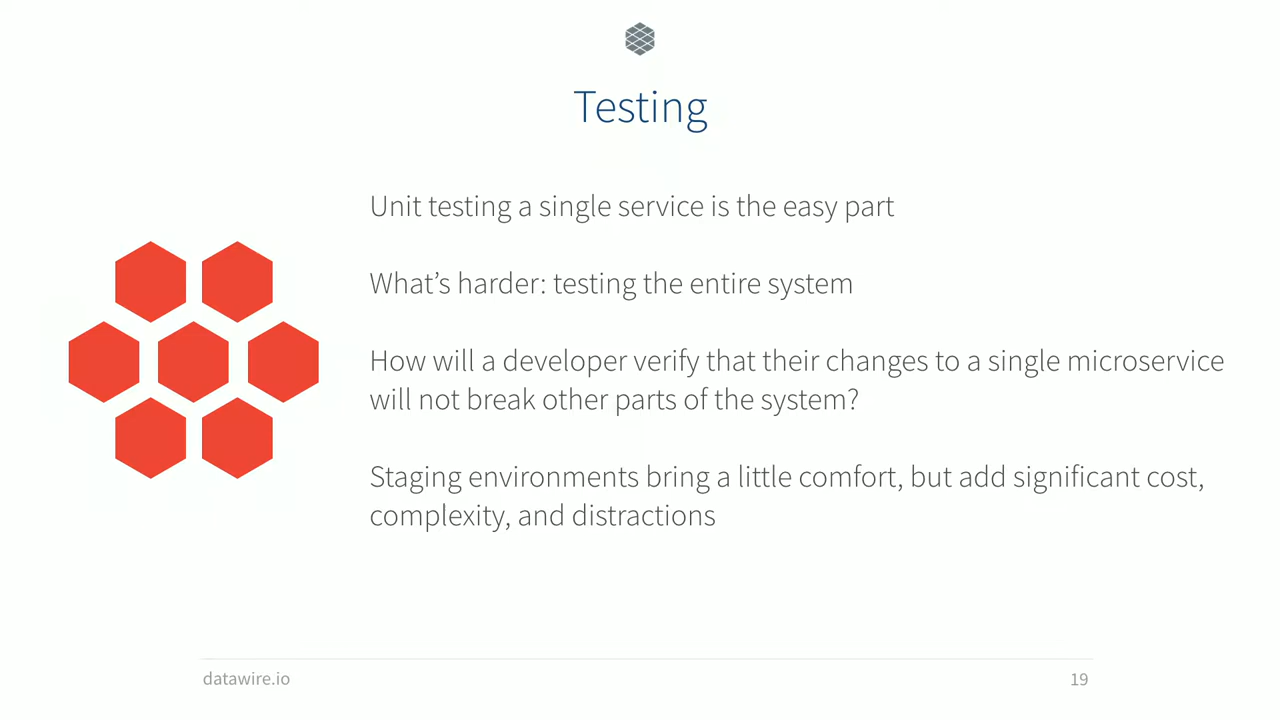 Testing
Unit testing a single service is the easy part
What’s harder: testing the entire system
How will a developer verify that their changes to a single microservice
will not break other parts of the system?
Staging environments bring a little comfort, but add significant cost,
complexity, and distractions
datawire.io
19